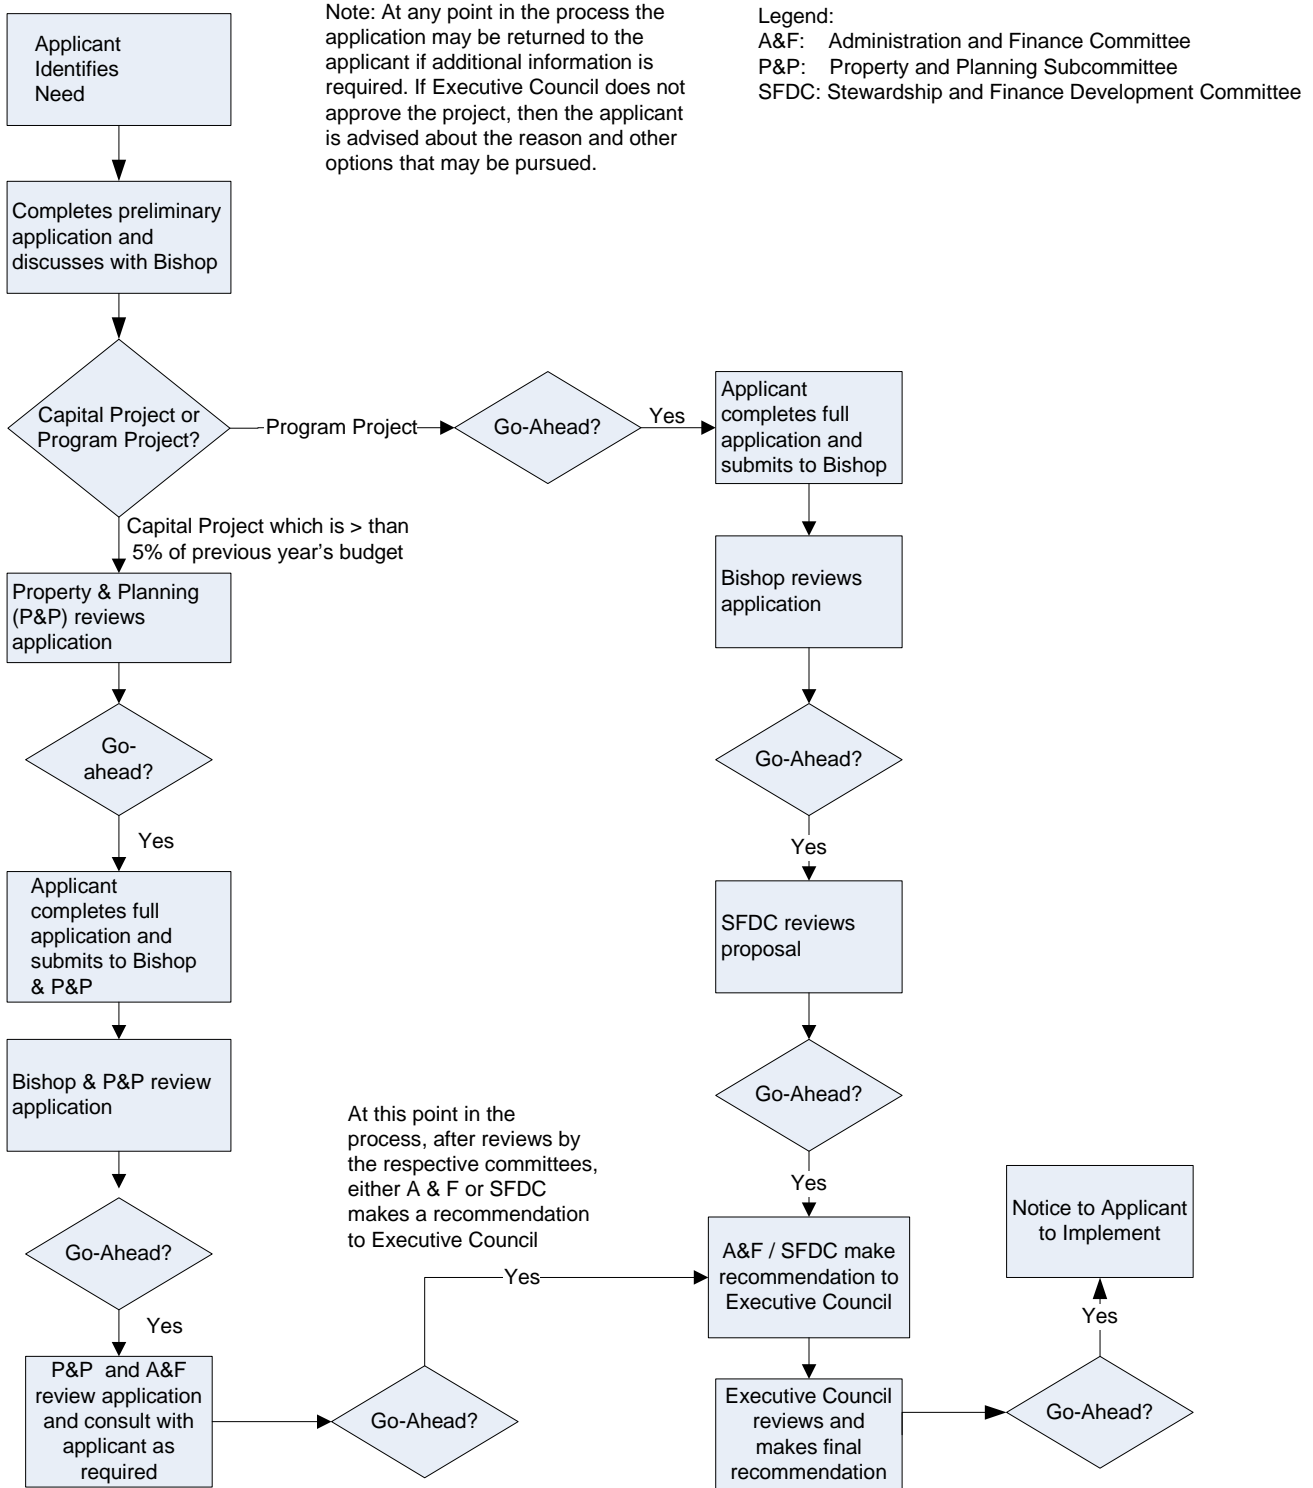 Note: At any point in the process the
application may be returned to the
applicant if additional information is
required. If Executive Council does not
approve the project, then the applicant
is advised about the reason and other
options that may be pursued.
Legend:
A&F: Administration and Finance Committee
P&P: Property and Planning Subcommittee
SFDC: Stewardship and Finance Development Committee
Applicant
Identifies
Need
Completes preliminary
application and
discusses with Bishop
Capital Project or
Program Project?
Program Project
Go-Ahead?
Yes
Applicant
completes full
application and
submits to Bishop
Capital Project which is > than
5% of previous year's budget
Property & Planning
(P&P) reviews
application
Bishop reviews
application
Go-
ahead?
Yes
Go-Ahead?
Yes
Applicant
completes full
application and
submits to Bishop
& P&P
SFDC reviews
proposal
Bishop & P&P review
application
Go-Ahead?
Yes
At this point in the
process, after reviews by
the respective committees,
either A & F or SFDC
makes a recommendation
to Executive Council
Go-Ahead?
Yes
P&P and A&F
review application
and consult with
applicant as
required
Go-Ahead?
Yes
A&F / SFDC make
recommendation to
Executive Council
Executive Council
reviews and
makes final
recommendation
Go-Ahead?
Yes
Notice to Applicant
to Implement